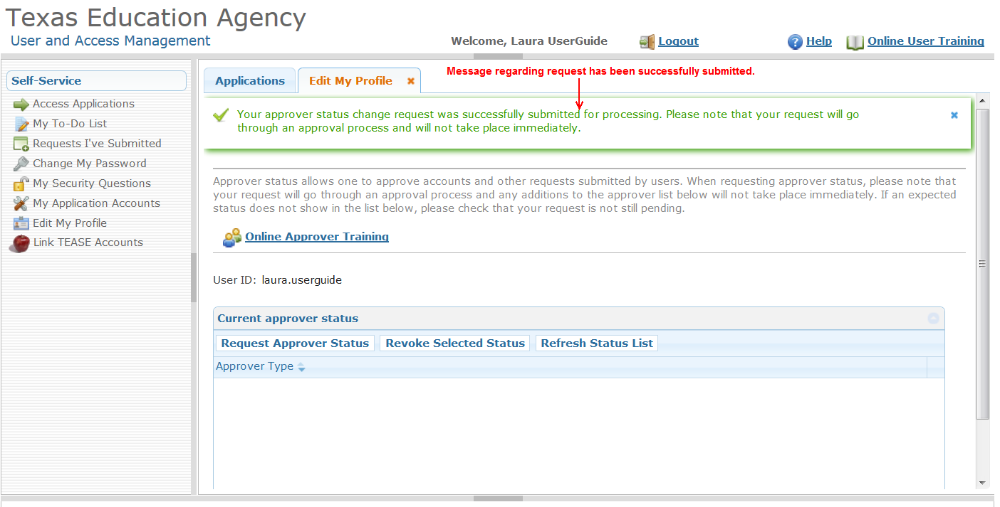 Texas Education Agency
User and Access Management
Welcome, Laura UserGuide
Logout
Help
Online User Training
Self-Service
Access Applications
My To-Do List
Requests I've Submitted
Change My Password
My Security Questions
My Application Accounts
Edit My Profile
Link TEASE Accounts
Applications
Edit My Profile
Message regarding request has been successfully submitted.
Your approver status change request was successfully submitted for processing. Please note that your request will go
through an approval process and will not take place immediately.
Approver status allows one to approve accounts and other requests submitted by users. When requesting approver status, please note that
your request will go through an approval process and any ddditions to the approver list below will not take place immediately. If an expected
status does not show in the list below, please check that your request is not still pending.
Online Approver Training
User ID: laura.userguide
Current approver status
Request Approver Status
Revoke Selected Status
Refresh Status List
Approver Type